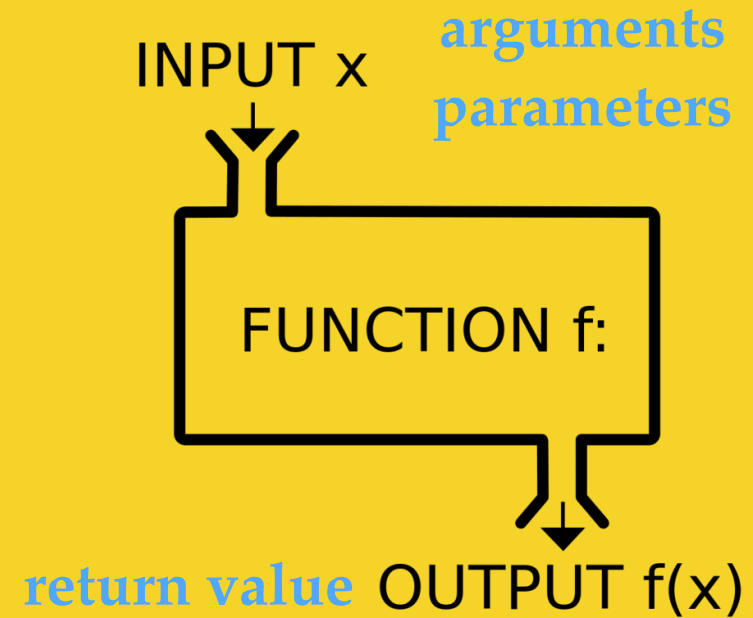 arguments
INPUT x
parameters
FUNCTION f:
return value OUTPUT f(x)